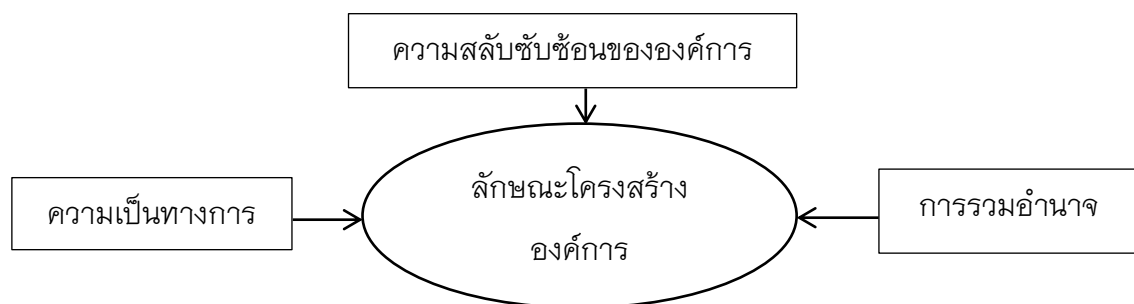 ความสลับซับซ้อนขององค์การ
ลักษณะโครงสร้าง
องค์การ
ความเป็นทางการ
การรวมอำนาจ